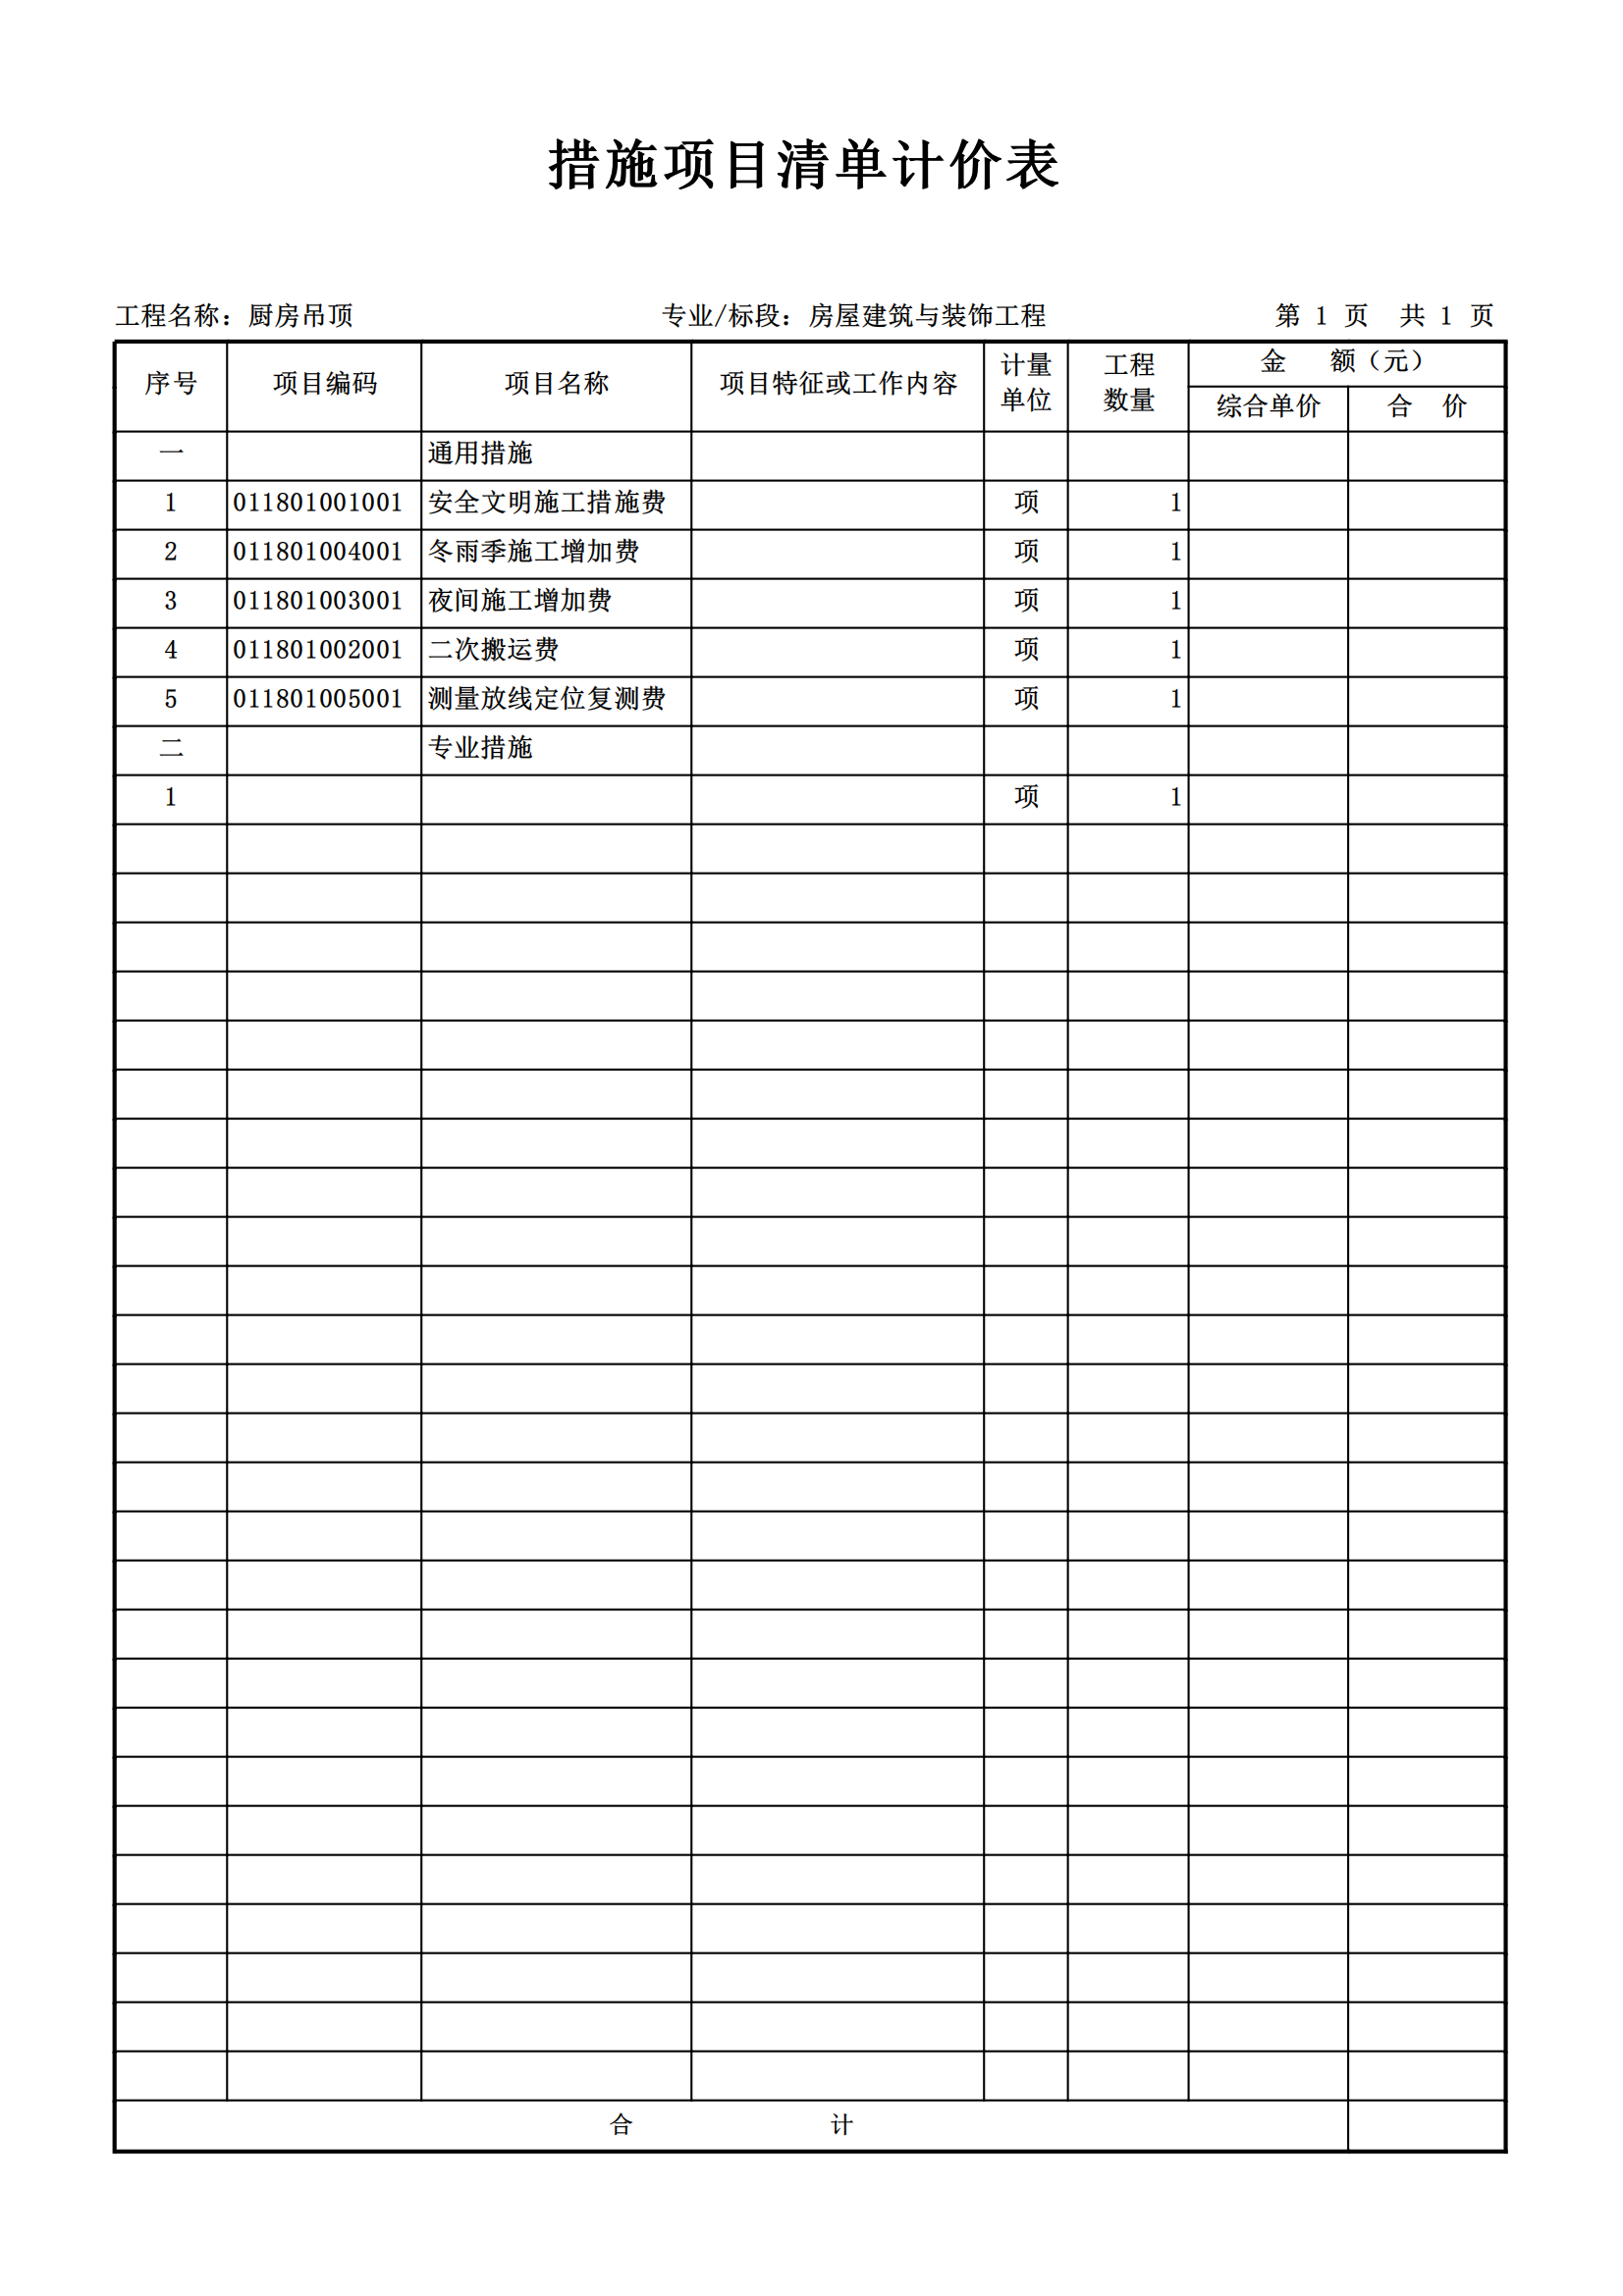 措施项目清单计价表
工程名称：厨房吊顶 专业/标段：房屋建筑与装饰工程 第 1 页 共 1 页
序号 项目编码 项目名称 项目特征或工作内容 计量单位 工程数量 金 额（元）
综合单价 合 价
一 通用措施
1 011801001001 安全文明施工措施费 项 1
2 011801004001 冬雨季施工增加费 项 1
3 011801003001 夜间施工增加费 项 1
4 011801002001 二次搬运费 项 1
5 011801005001 测量放线定位复测费 项 1
二 专业措施
1 项 1
合 计